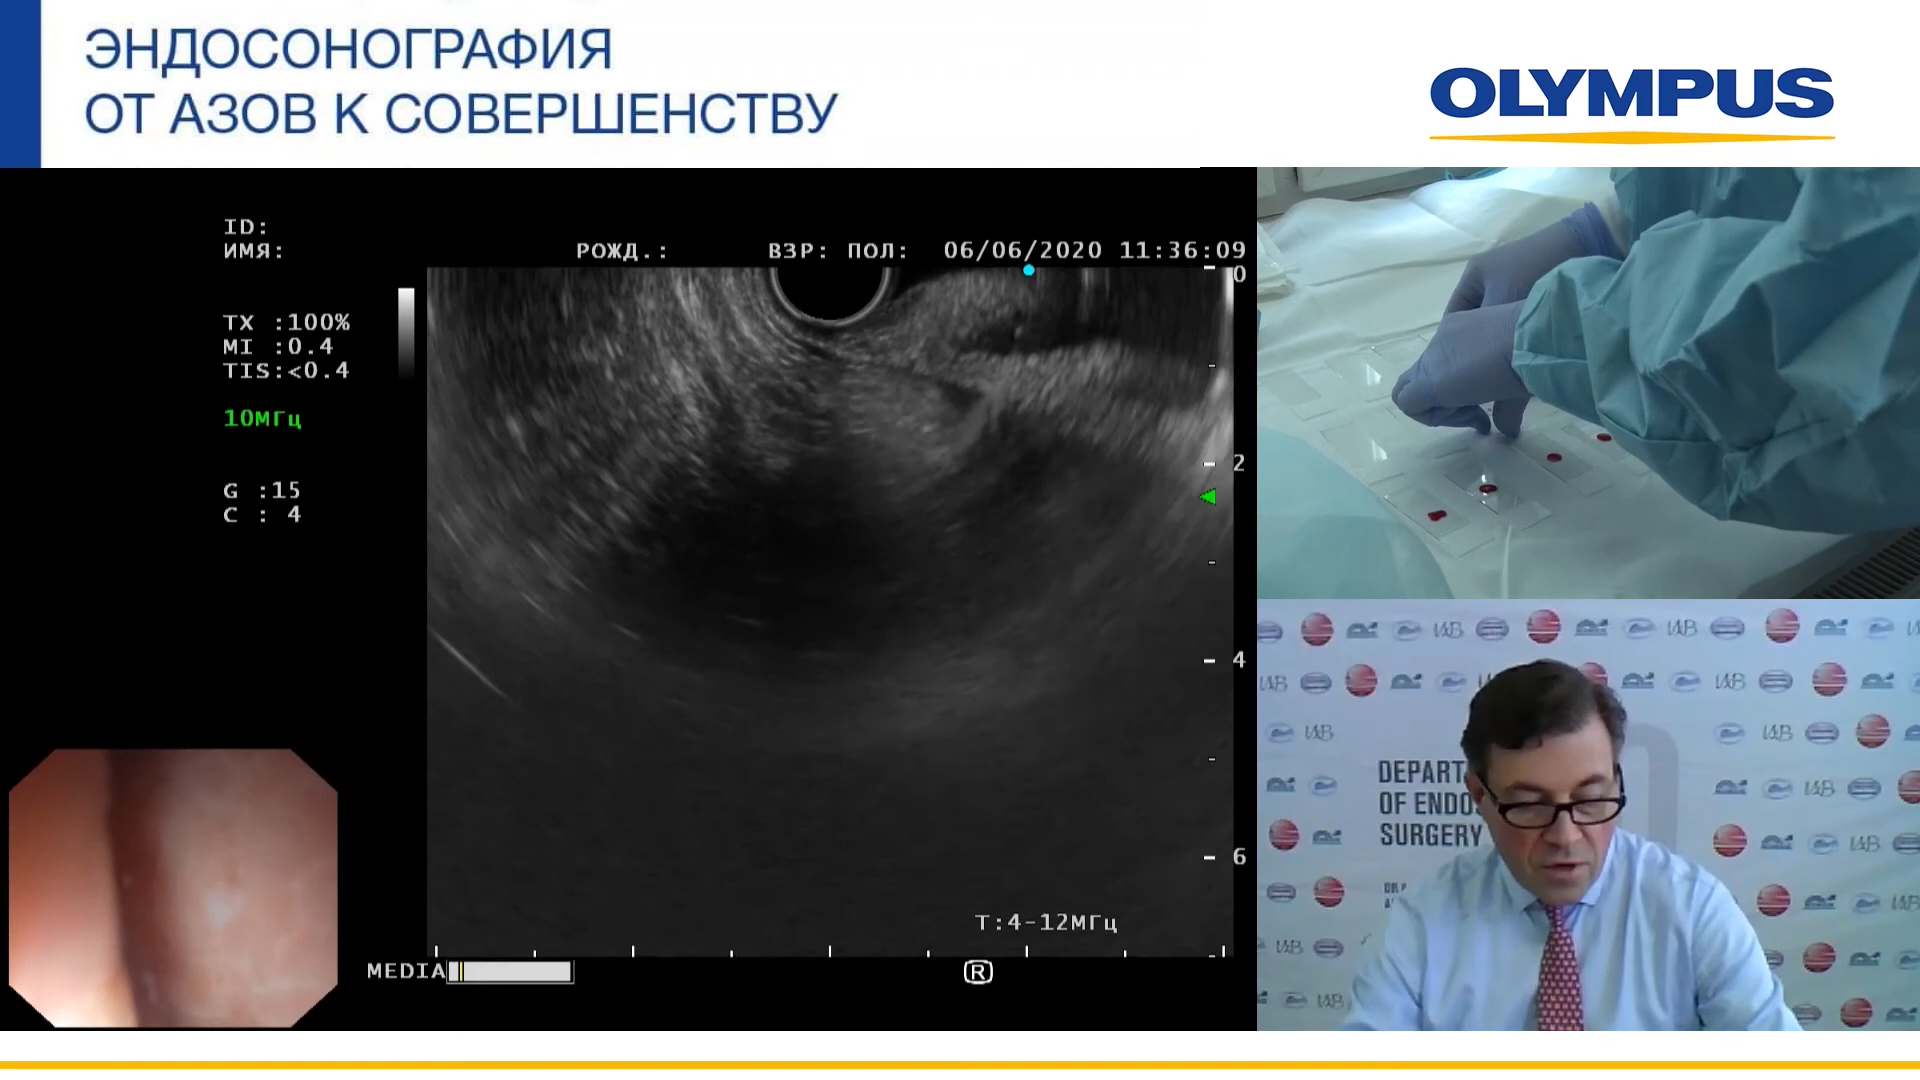 ЭНДОСОНОГРАФИЯ
ОТ АЗОВ К СОВЕРШЕНСТВУ
OLYMPUS
ID:
ИМЯ:
РОЖД.: ВЗР: ПОЛ: 06/06/2020 11:36:09
0
TX :100%
MI :0.4
TIS:<0.4
10МГц
2
G :15
C : 4
4
6
T:4-12МГц
MEDIA
R
DEPART
OF ENDO
SURGERY